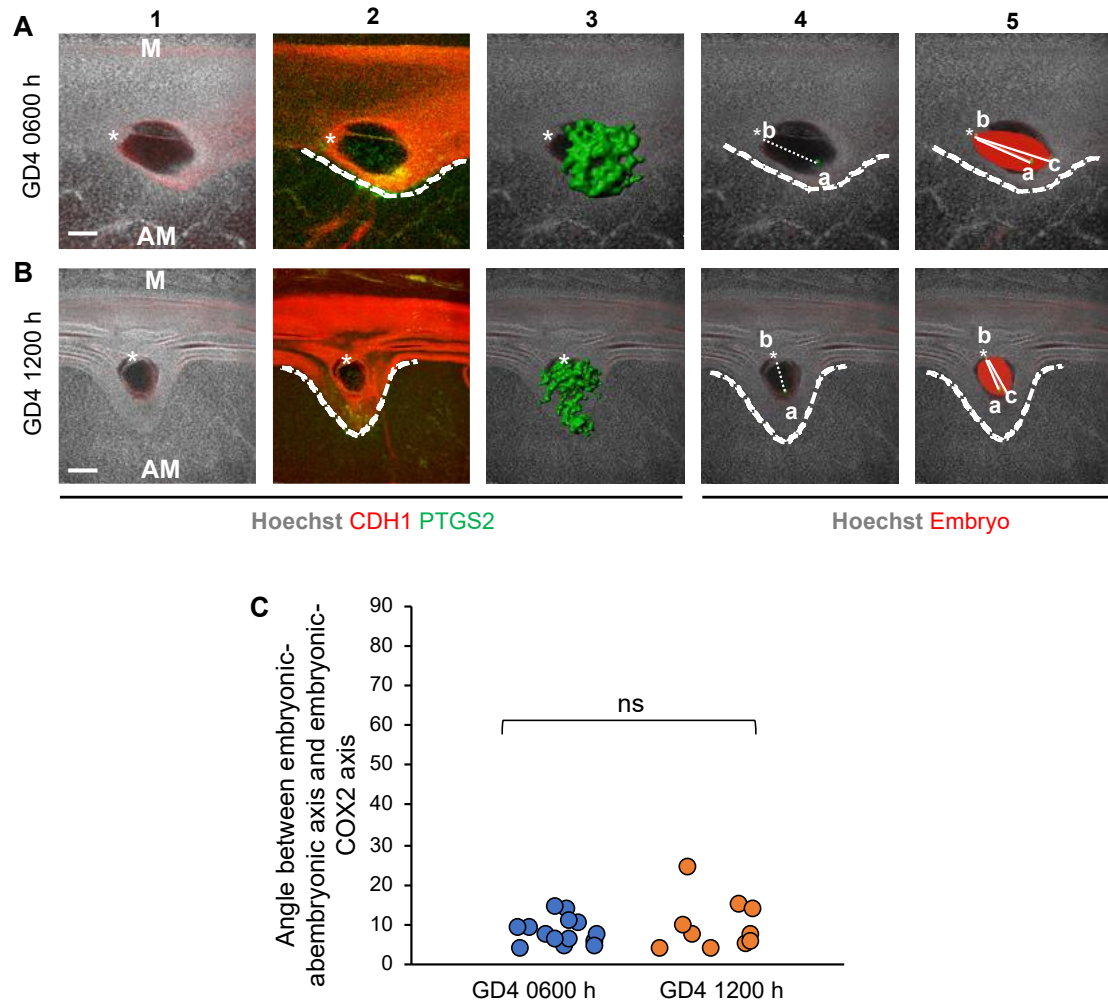 1 2 3 4 5
A
GD4 0600 h
M
*
AM
*
*
*b
a
b
*
a
c
B
GD4 1200 h
M
*
AM
*
*
b
*
a
b
*
a
c
Hoechst CDH1 PTGS2
Hoechst Embryo
C
Angle between embryonic-
abembryonic axis and embryonic-
COX2 axis
90
80
70
60
50
40
30
20
10
0
ns
GD4 0600 h
GD4 1200 h